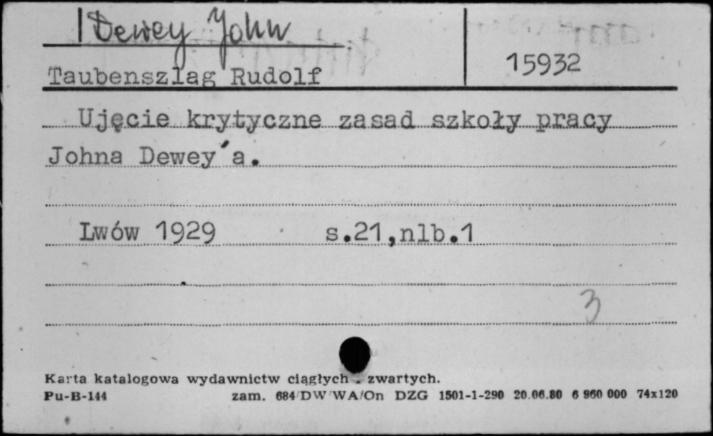 Dewey John
Taubenszlag Rudolf
15932
Ujęcie krytyczne zasad szkoły pracy
Johna Dewey'a.
Lwów 1929 s.21,nlb.1
3
Karta katalogowa wydawnictw ciągłych - zwartych.
Pu-B-144 zam. 684/DW/WA/On DZG 1501-1-290 20.06.80 6 960 000 74x120